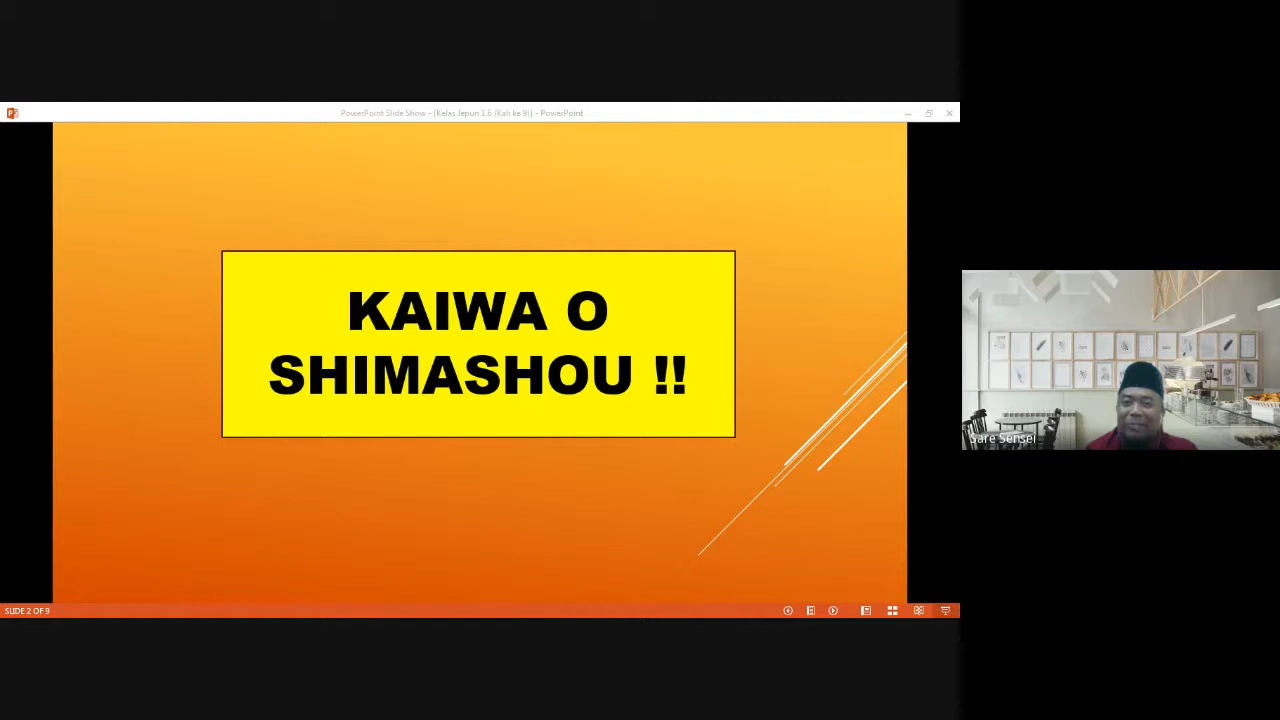 PowerPoint Slide Show - [Kelas Jepun 1.6 (Kali ke 9)] - PowerPoint
KAIWA O
SHIMASHOU !!
Sare Sensei
SLIDE 2 OF 9